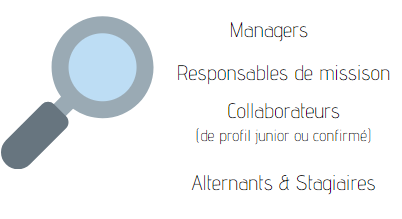 Managers
Responsables de missison
Collaborateurs
(de profil junior ou confirmé)
Alternants & Stagiaires